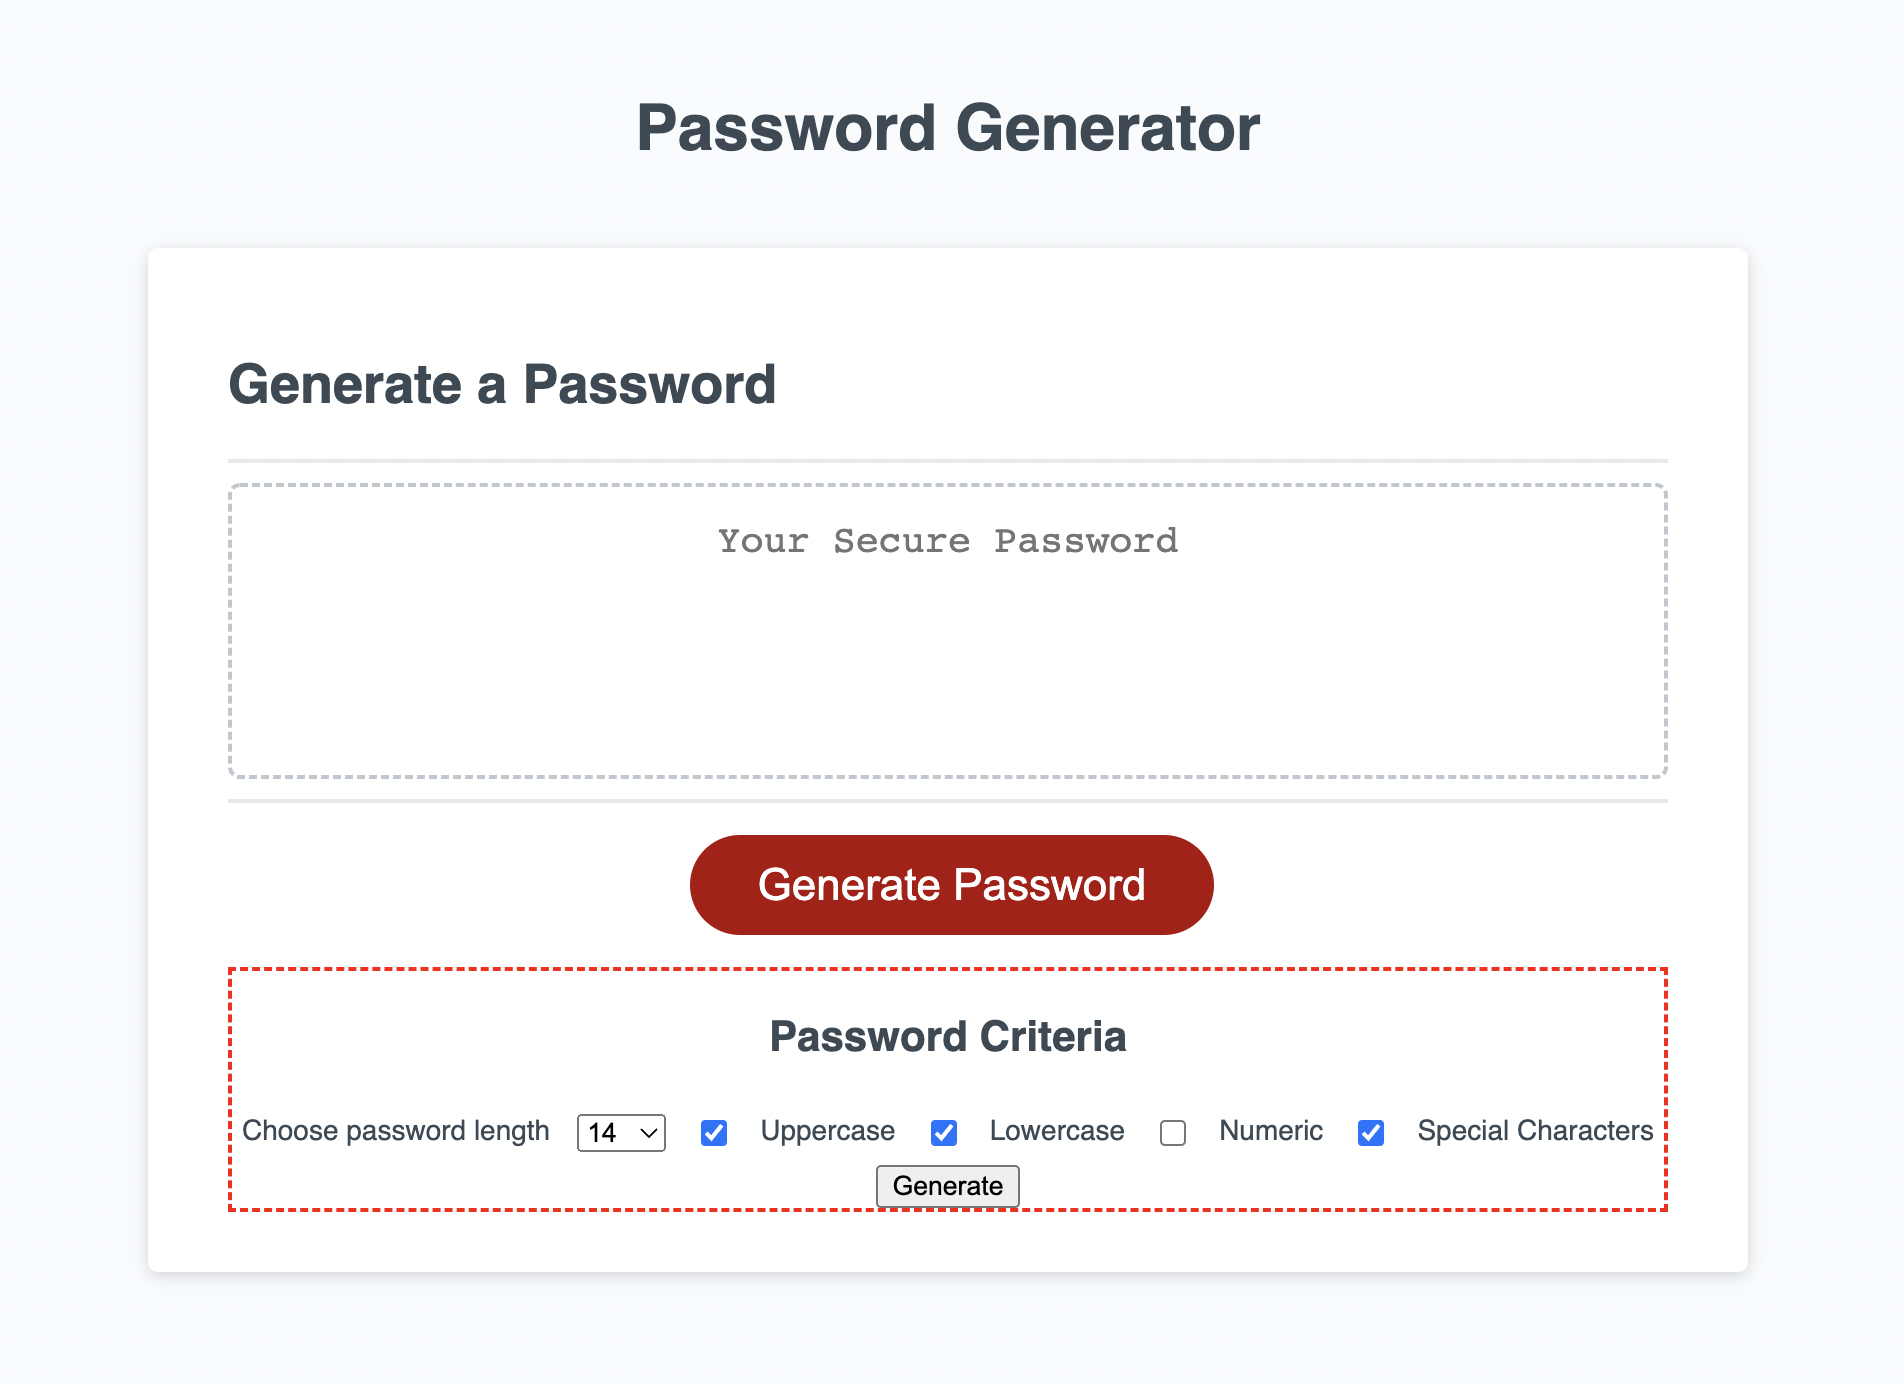 Password Generator
Generate a Password
Your Secure Password
Generate Password
Password Criteria
Choose password length 14 Uppercase Lowercase Numeric Special Characters
Generate